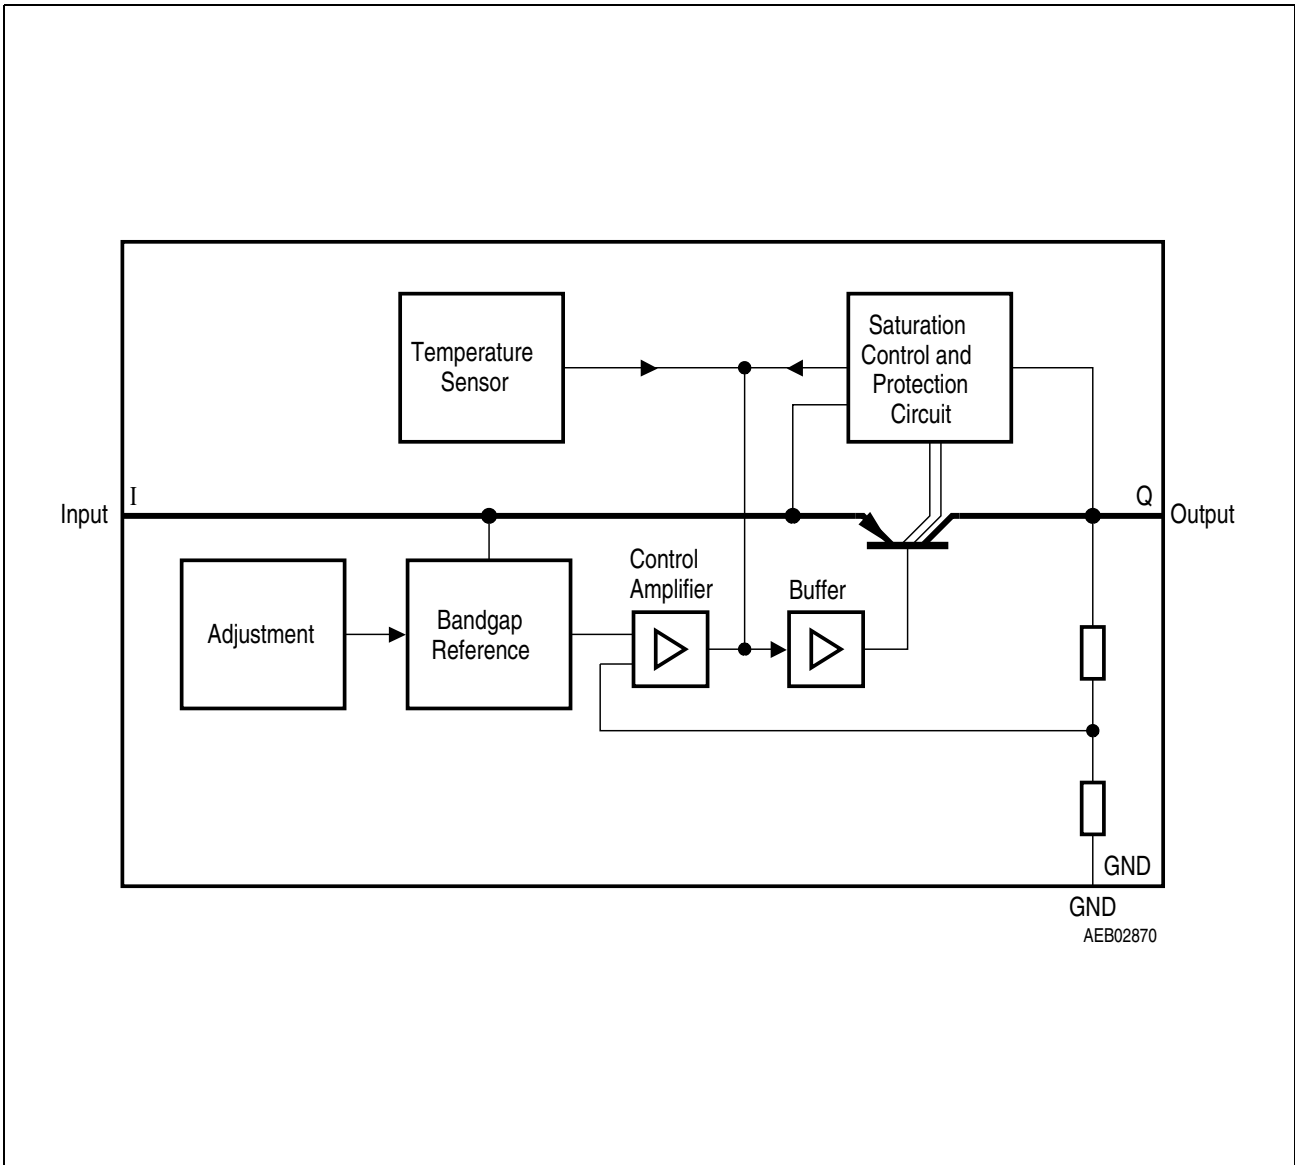 Temperature
Sensor
Saturation
Control and
Protection
Circuit
Input
I
Q
Output
Adjustment
Bandgap
Reference
Control
Amplifier
Buffer
GND
GND
AEB02870